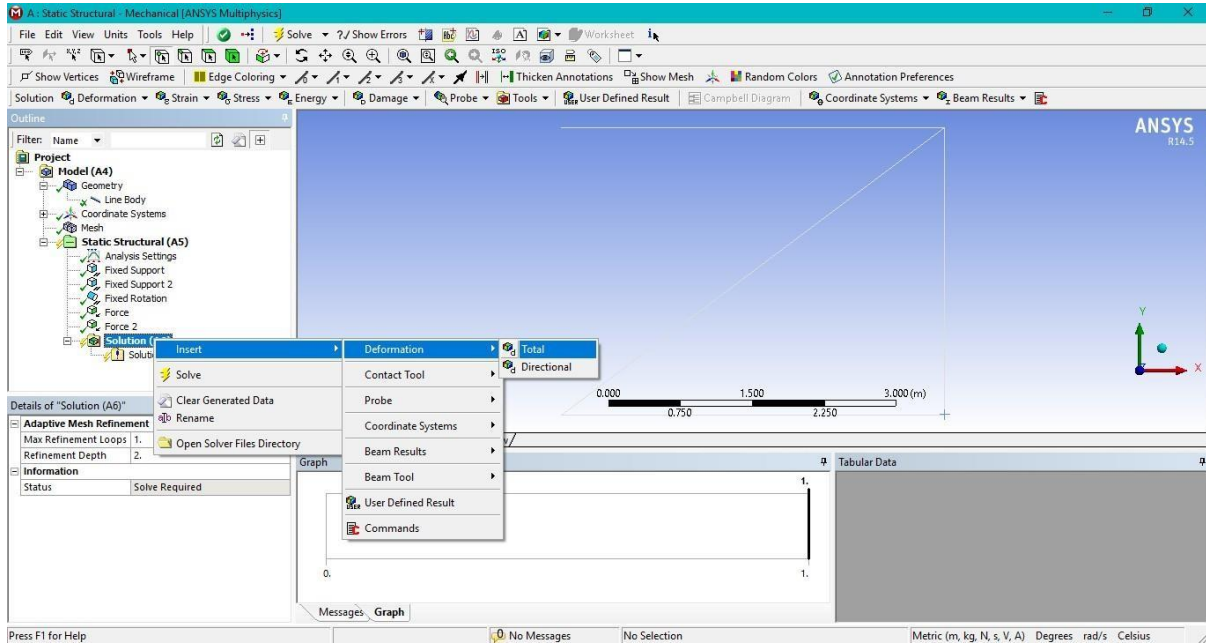 A : Static Structural - Mechanical [ANSYS Multiphysics]
File Edit View Units Tools Help Solve ?/ Show Errors Worksheet
Show Vertices Wireframe Edge Coloring Thicken Annotations Show Mesh Random Colors Annotation Preferences
Solution Deformation Strain Stress Energy Damage Probe Tools User Defined Result Campbell Diagram Coordinate Systems Beam Results
Outline
Filter: Name
Project
Model (A4)
Geometry
Line Body
Coordinate Systems
Mesh
Static Structural (A5)
Analysis Settings
Fixed Support
Fixed Support 2
Fixed Rotation
Force
Force 2
Solution (
Soluti
Insert
Solve
Clear Generated Data
Rename
Open Solver Files Directory
Deformation
Contact Tool
Probe
Coordinate Systems
Beam Results
Beam Tool
User Defined Result
Commands
Total
Directional
ANSYS
R14.5
Y
X
0.000 1.500 3.000 (m)
0.750 2.250
Details of "Solution (A6)"
Adaptive Mesh Refinement
Max Refinement Loops 1.
Refinement Depth 2.
Information
Status Solve Required
Graph
1.
0. 1.
Messages Graph
Tabular Data
Press F1 for Help 0 No Messages No Selection Metric (m, kg, N, s, V, A) Degrees rad/s Celsius